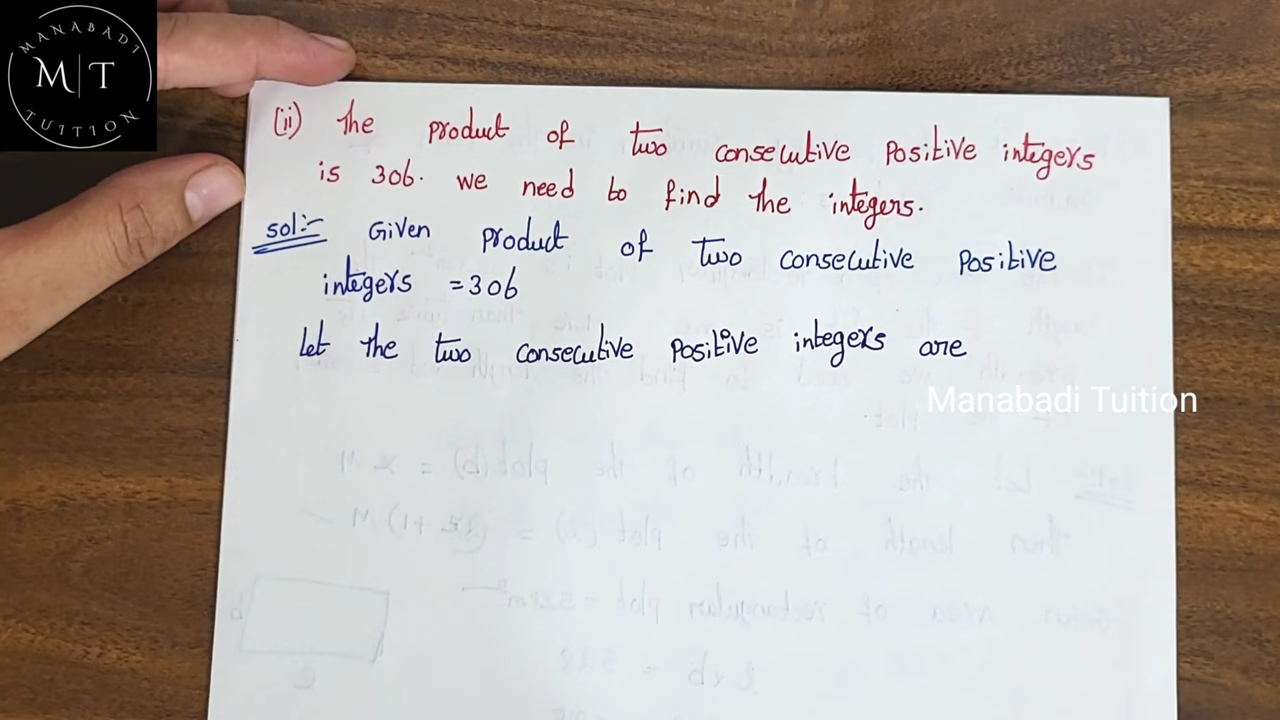 MANABADI
M|T
TUITION
(ii) The product of two consecutive positive integers
is 306. we need to find the integers.
Sol:- Given product of two consecutive positive
integers = 306
Let the two consecutive positive integers are
Manabadi Tuition